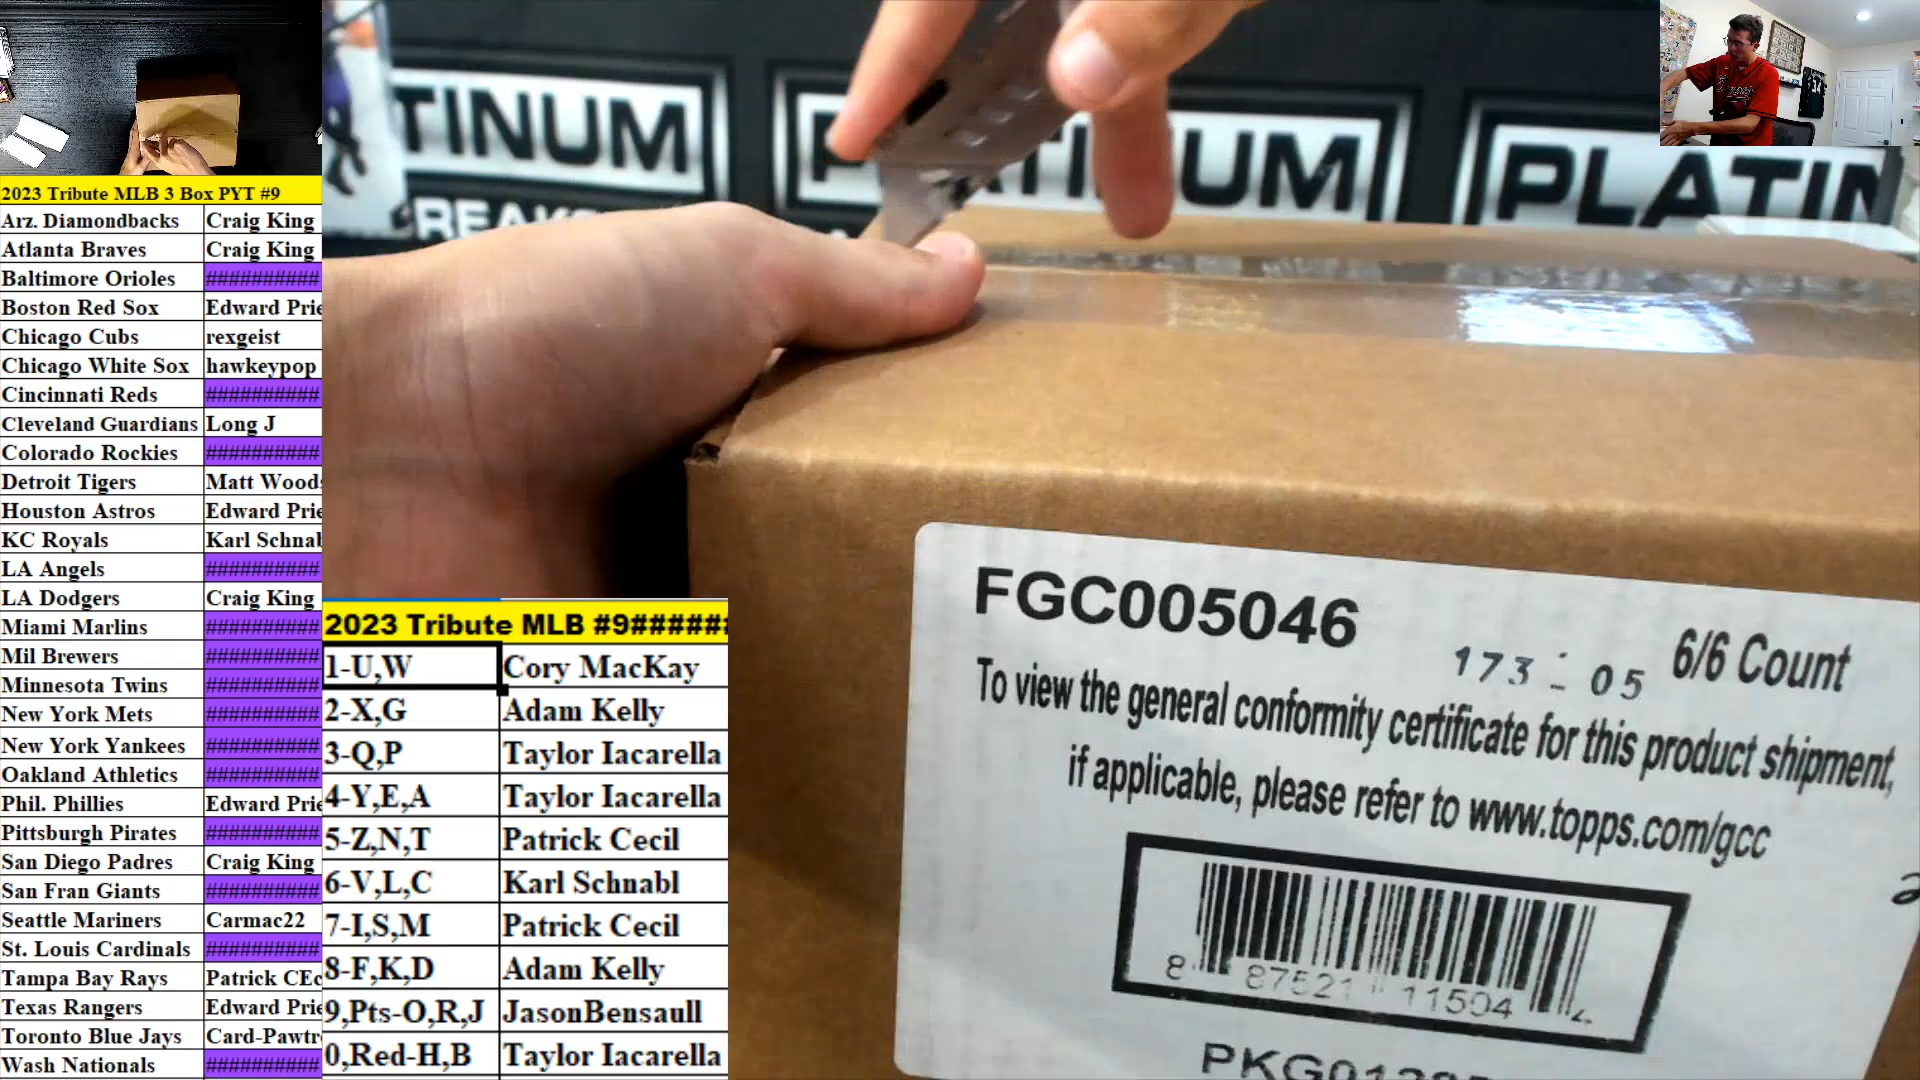 2023 Tribute MLB 3 Box PYT #9
Arz. Diamondbacks Craig King
Atlanta Braves Craig King
Baltimore Orioles ##########
Boston Red Sox Edward Prie
Chicago Cubs rexgeist
Chicago White Sox hawkeypop
Cincinnati Reds ##########
Cleveland Guardians Long J
Colorado Rockies ##########
Detroit Tigers Matt Woods
Houston Astros Edward Prie
KC Royals Karl Schnab
LA Angels ##########
LA Dodgers Craig King
Miami Marlins ##########
Mil Brewers ##########
Minnesota Twins ##########
New York Mets ##########
New York Yankees ##########
Oakland Athletics ##########
Phil. Phillies Edward Prie
Pittsburgh Pirates ##########
San Diego Padres Craig King
San Fran Giants ##########
Seattle Mariners Carmac22
St. Louis Cardinals ##########
Tampa Bay Rays Patrick CEc
Texas Rangers Edward Prie
Toronto Blue Jays Card-Pawtr
Wash Nationals ##########
2023 Tribute MLB #9######
1-U,W Cory MacKay
2-X,G Adam Kelly
3-Q,P Taylor Iacarella
4-Y,E,A Taylor Iacarella
5-Z,N,T Patrick Cecil
6-V,L,C Karl Schnabl
7-I,S,M Patrick Cecil
8-F,K,D Adam Kelly
9,Pts-O,R,J JasonBensaull
0,Red-H,B Taylor Iacarella
TINUM PLATINUM PLATIN
REAK
FGC005046
173 - 05 6/6 Count
To view the general conformity certificate for this product shipment,
if applicable, please refer to www.topps.com/gcc
8 87521 11504 4